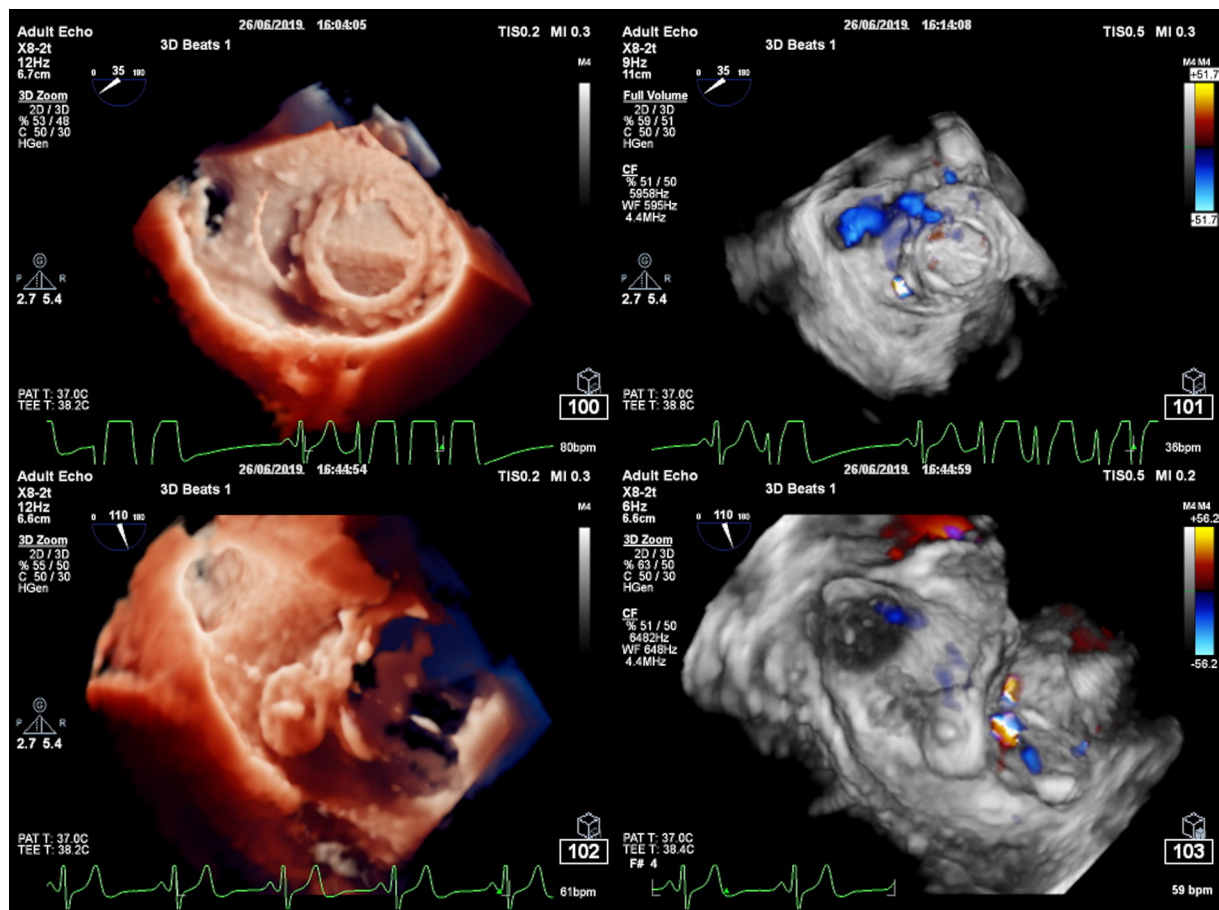 26/06/2019 16:04:05
Adult Echo
TIS0.2 MI 0.3
X8-2t
3D Beats 1
12Hz
6.7cm
0 35 180
M4
3D Zoom
2D / 3D
% 53 / 48
C 50 / 30
HGen
G
P R
2.7 5.4
PAT T: 37.0C
TEE T: 38.2C
100
80bpm
26/06/2019 16:14:08
Adult Echo
TIS0.5 MI 0.3
X8-2t
3D Beats 1
9Hz
11cm
0 35 180
M4 M4
+51.7
Full Volume
2D / 3D
% 59 / 51
C 50 / 30
HGen
CF
% 51 / 50
5958Hz
WF 595Hz
4.4MHz
-51.7
G
P R
2.7 5.4
PAT T: 37.0C
TEE T: 38.8C
101
36bpm
26/06/2019 16:44:54
Adult Echo
TIS0.2 MI 0.3
X8-2t
3D Beats 1
12Hz
6.6cm
0 110 180
M4
3D Zoom
2D / 3D
% 55 / 50
C 50 / 30
HGen
G
P R
2.7 5.4
PAT T: 37.0C
TEE T: 38.2C
102
61bpm
26/06/2019 16:44:59
Adult Echo
TIS0.5 MI 0.2
X8-2t
3D Beats 1
6Hz
6.6cm
0 110 180
M4 M4
+56.2
3D Zoom
2D / 3D
% 63 / 50
C 50 / 30
HGen
CF
% 51 / 50
6482Hz
WF 648Hz
4.4MHz
-56.2
G
P R
2.7 5.4
PAT T: 37.0C
TEE T: 38.4C
F# 4
103
59 bpm